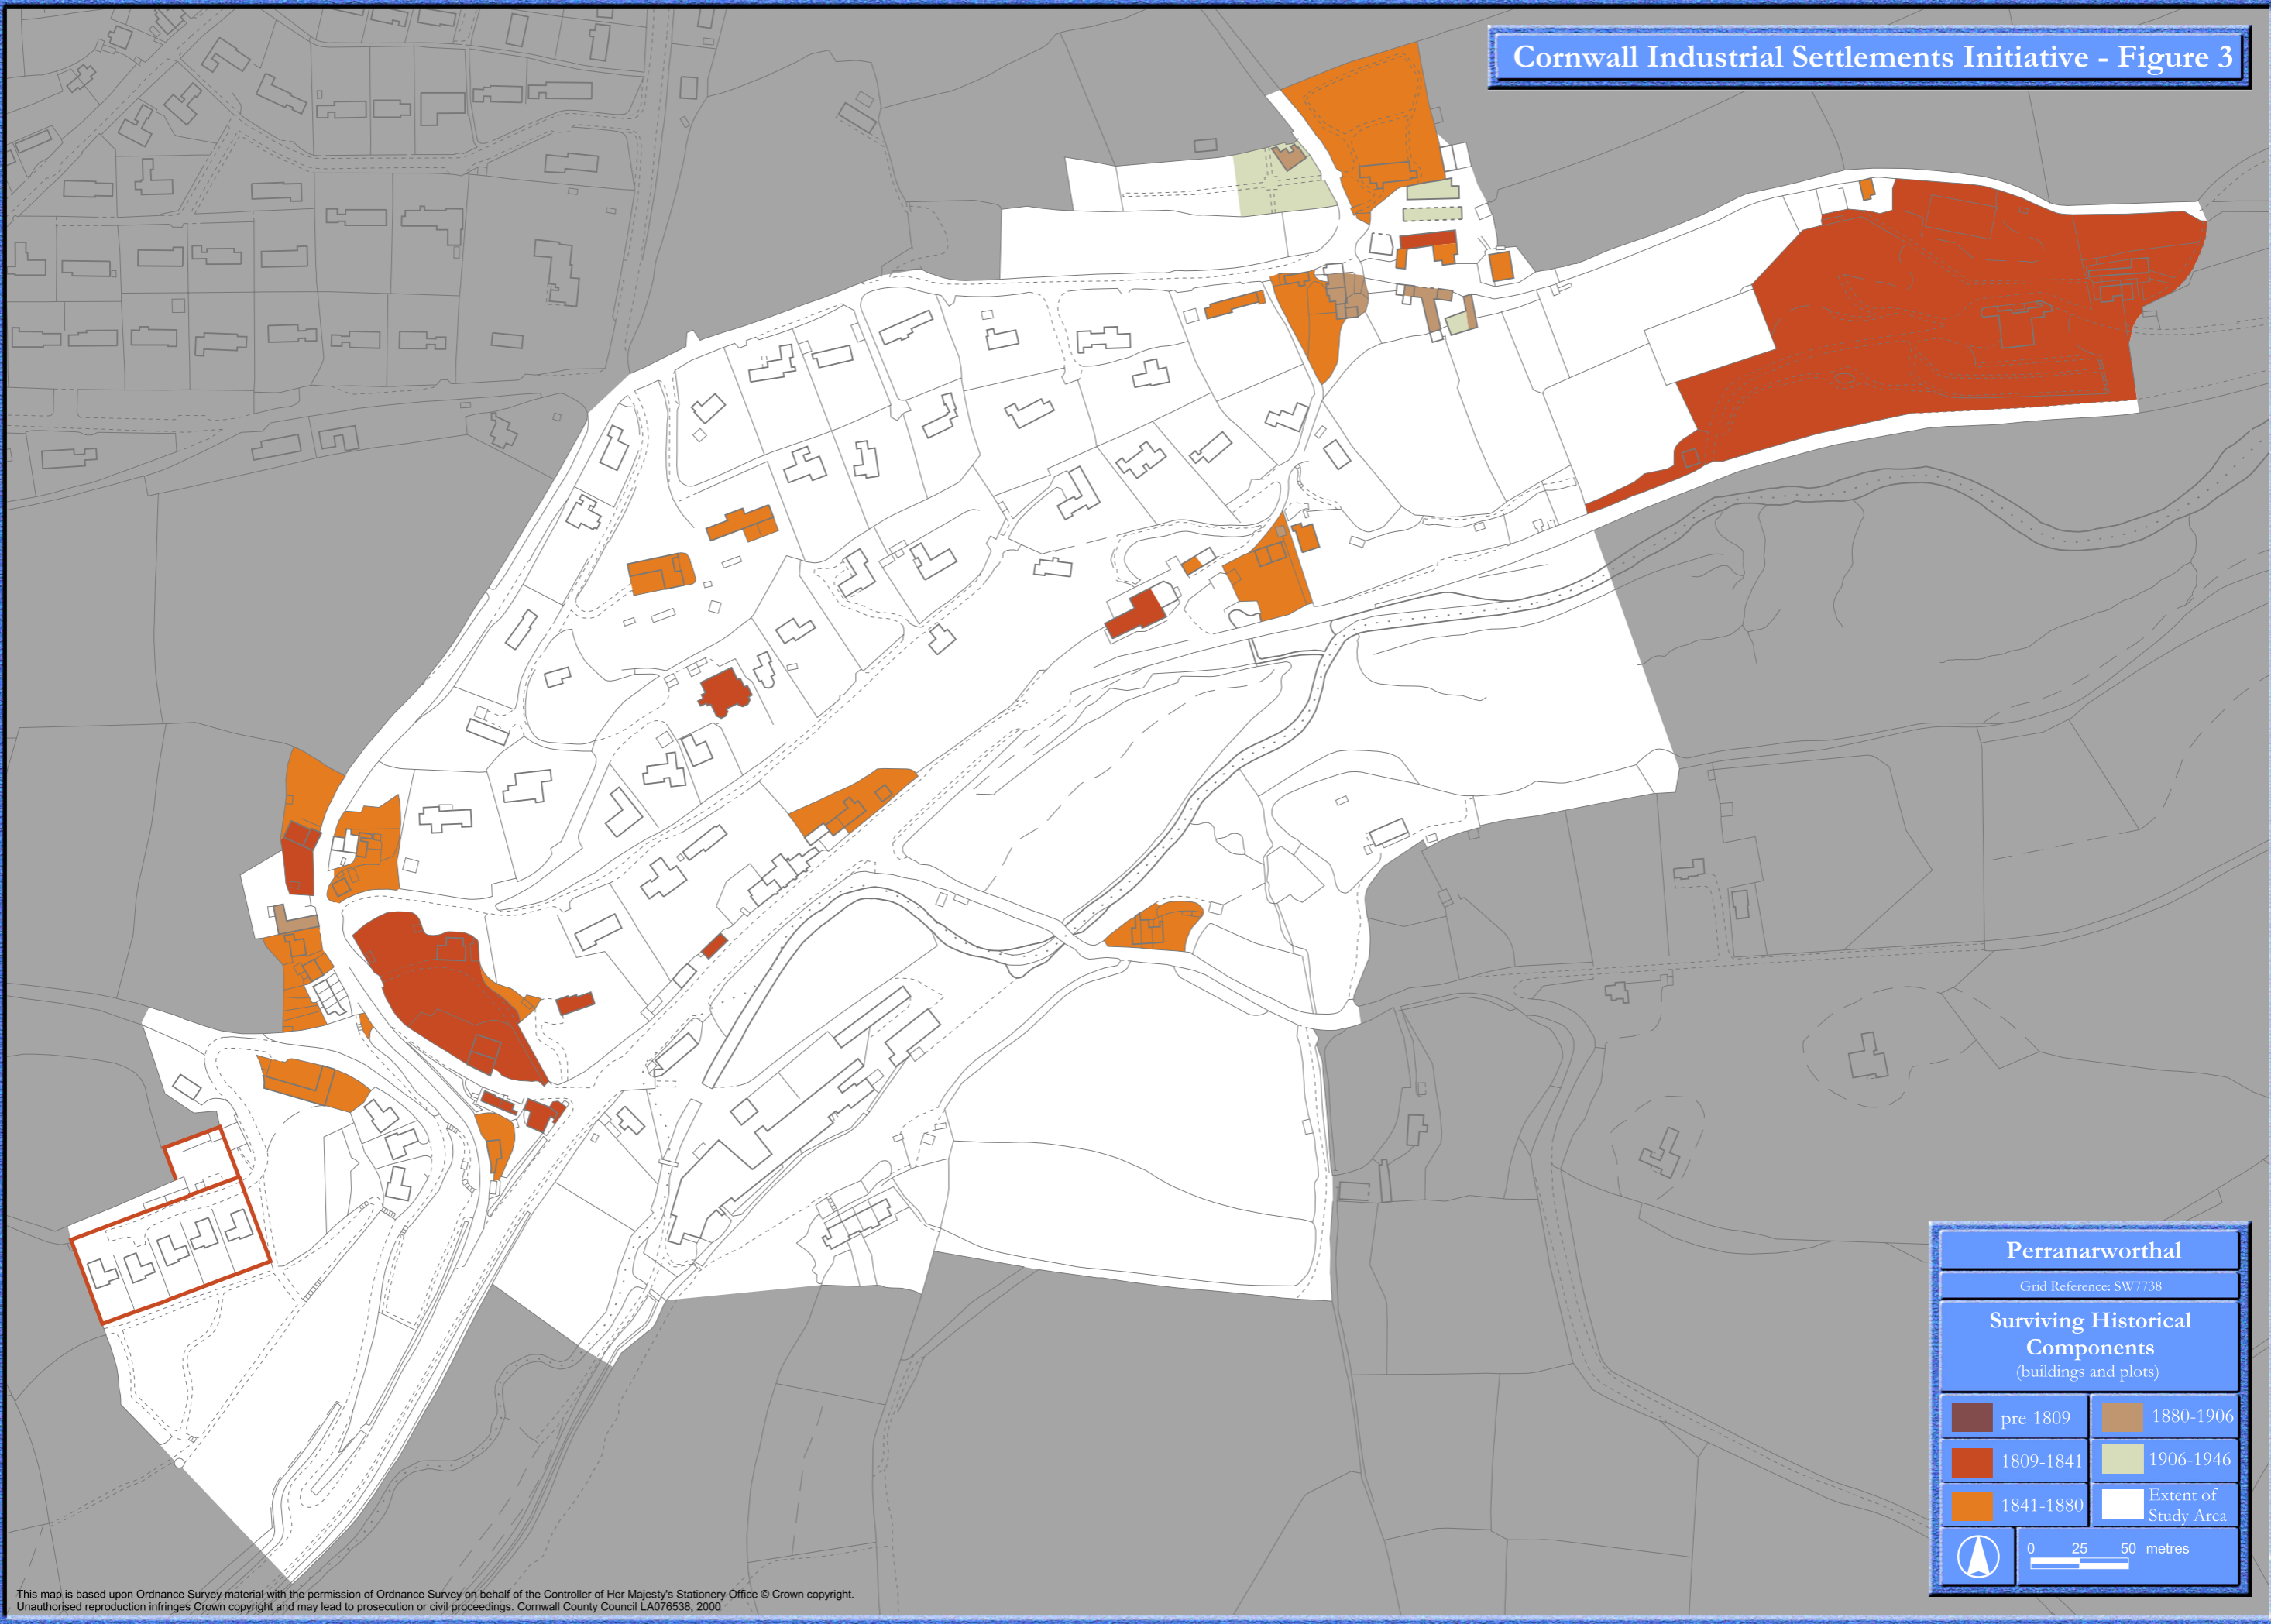 Cornwall Industrial Settlements Initiative - Figure 3
Perranarworthal
Grid Reference: SW7738
Surviving Historical
Components
(buildings and plots)
pre-1809
1880-1906
1809-1841
1906-1946
1841-1880
Extent of
Study Area
0 25 50 metres
This map is based upon Ordnance Survey material with the permission of Ordnance Survey on behalf of the Controller of Her Majesty's Stationery Office © Crown copyright.
Unauthorised reproduction infringes Crown copyright and may lead to prosecution or civil proceedings. Cornwall County Council LA076538, 2000